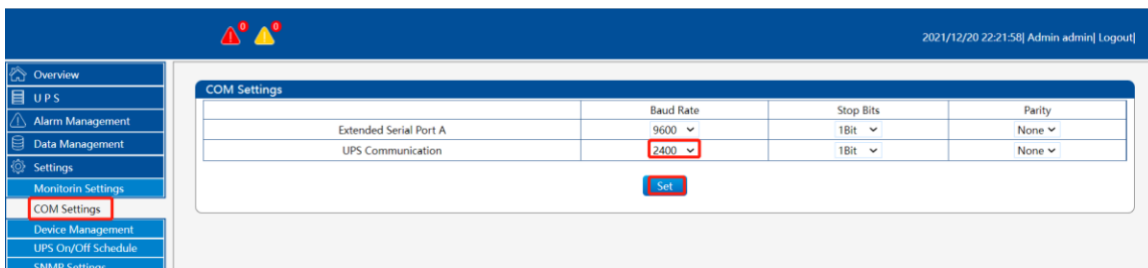 0 0
2021/12/20 22:21:58| Admin admin| Logout|
Overview
UPS
Alarm Management
Data Management
Settings
Monitorin Settings
COM Settings
Device Management
UPS On/Off Schedule
SNMP Settings
COM Settings
Baud Rate Stop Bits Parity
Extended Serial Port A 9600 1Bit None
UPS Communication 2400 1Bit None
Set